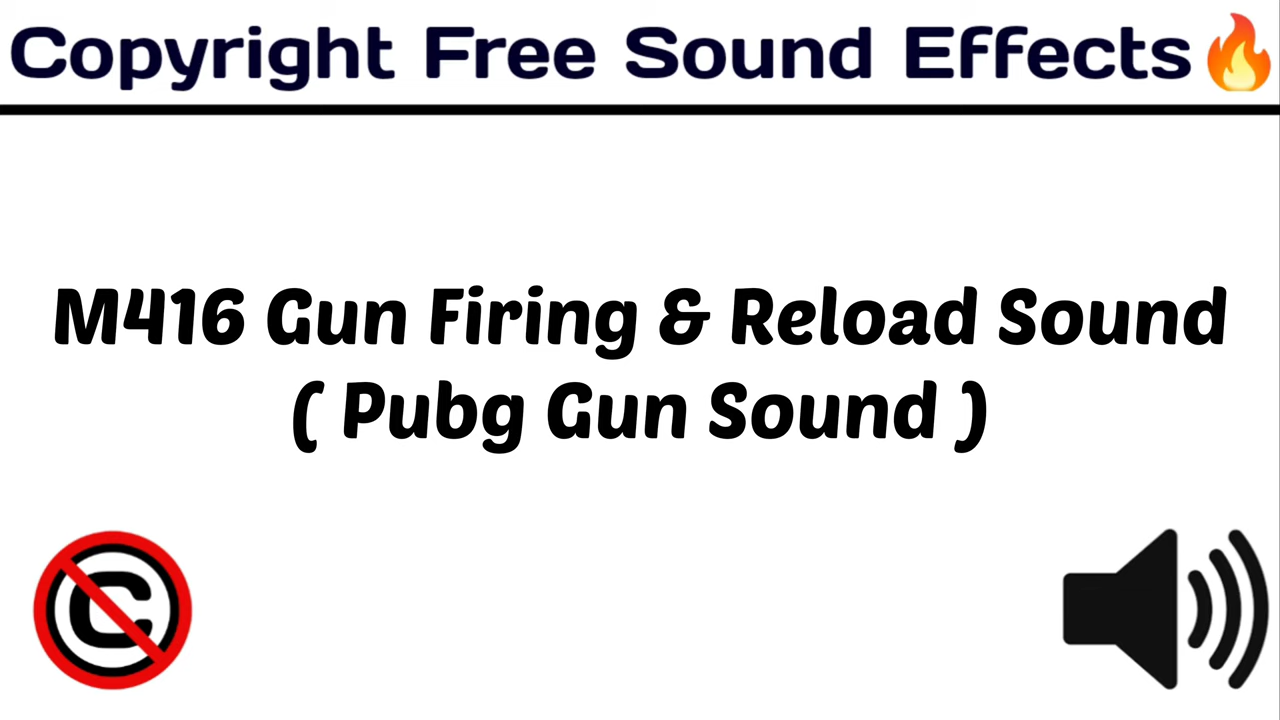 Copyright Free Sound Effects🔥
M416 Gun Firing & Reload Sound
( Pubg Gun Sound )
C